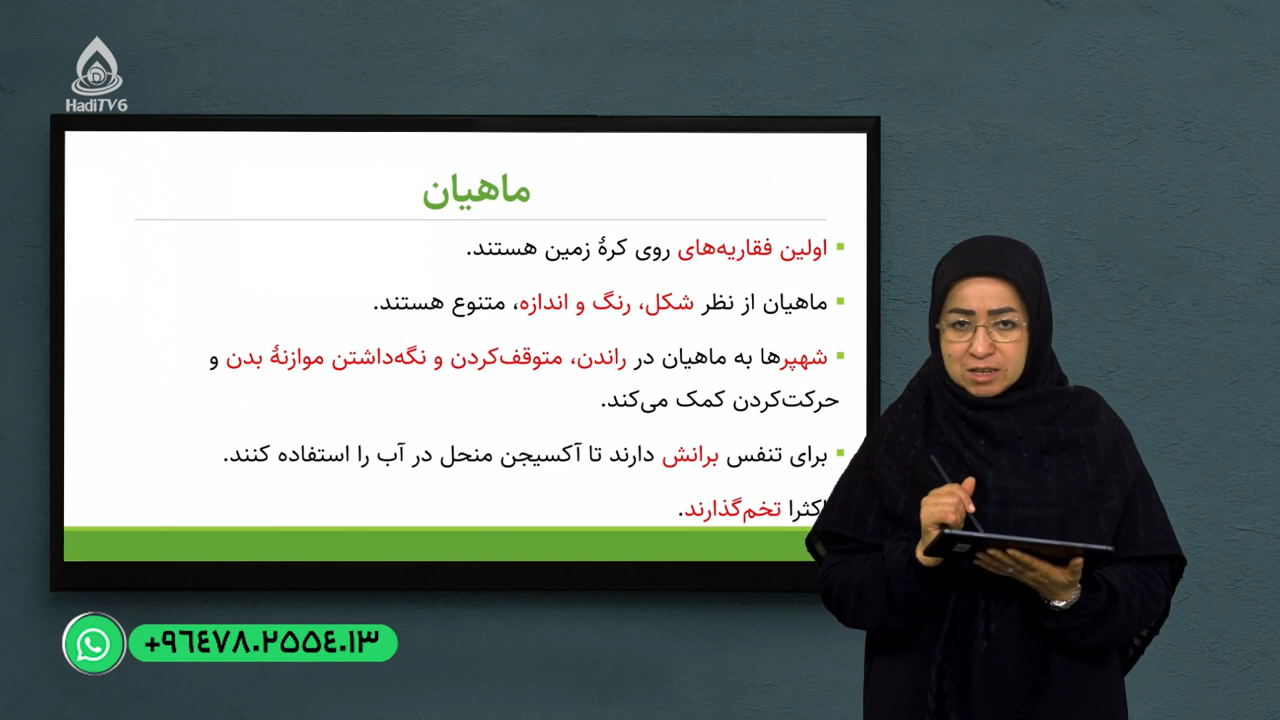 HadiTV6
ماهیان
اولین فقاریه‌های روی کرهٔ زمین هستند.
ماهیان از نظر شکل، رنگ و اندازه، متنوع هستند.
شهپرها به ماهیان در راندن، متوقف‌کردن و نگه‌داشتن موازنهٔ بدن و
حرکت‌کردن کمک می‌کند.
برای تنفس برانش دارند تا آکسیجن منحل در آب را استفاده کنند.
اکثرا تخم‌گذارند.
+٩٦٤٧٨٠٢٥٥٤٠١٣